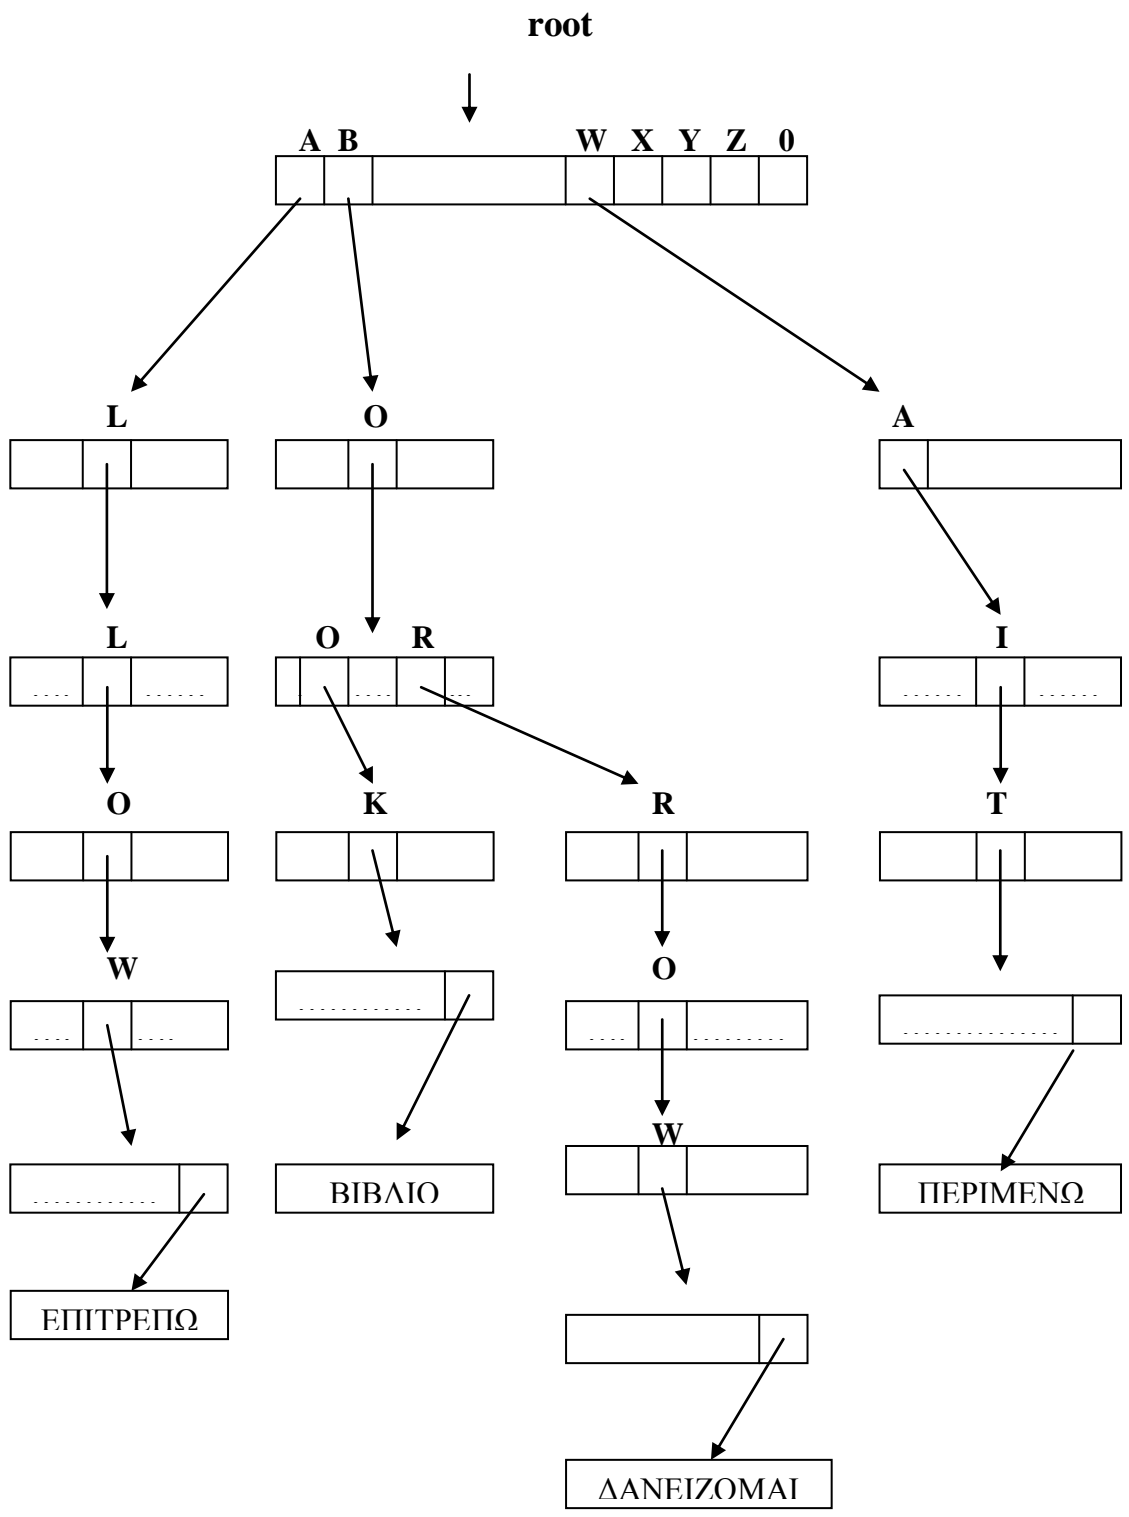 root
A B W X Y Z 0
L O A
L O R I
O K R T
W O
W
ΒΙΒΛΙΟ ΠΕΡΙΜΕΝΩ
ΕΠΙΤΡΕΠΩ
ΔΑΝΕΙΖΟΜΑΙ